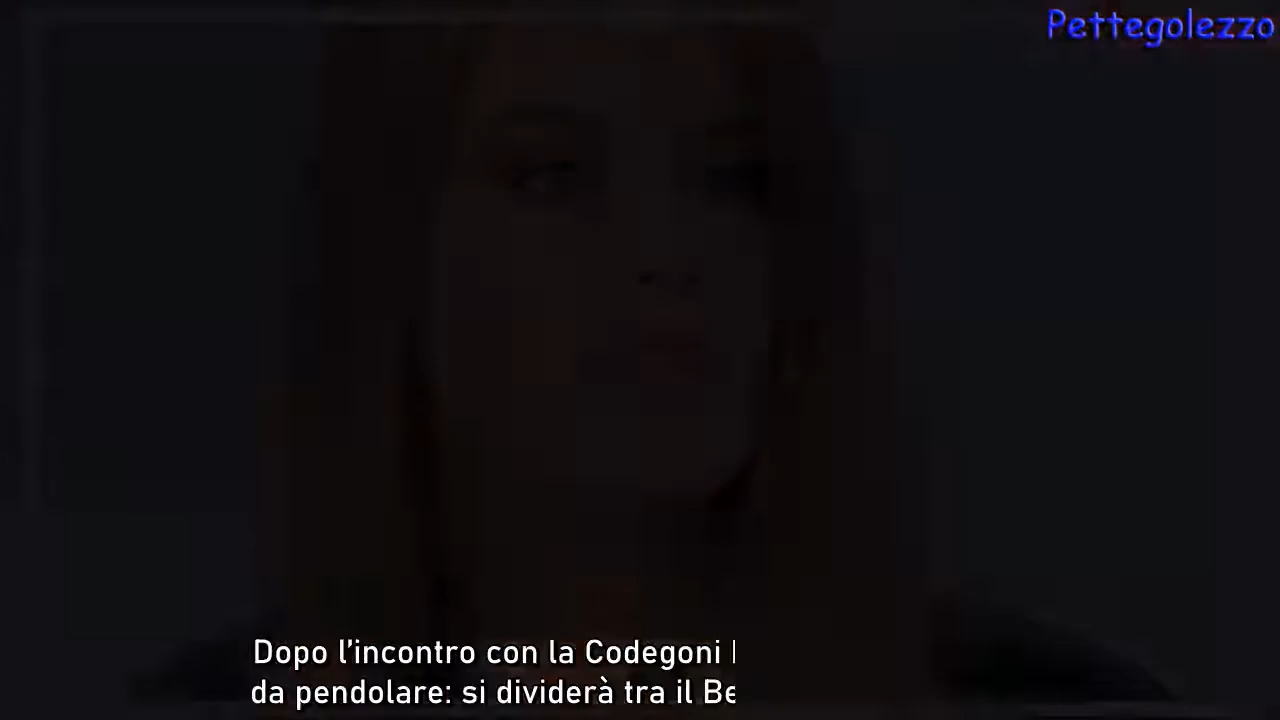 Pettegolezzo
Dopo l'incontro con la Codegoni
da pendolare: si dividerà tra il